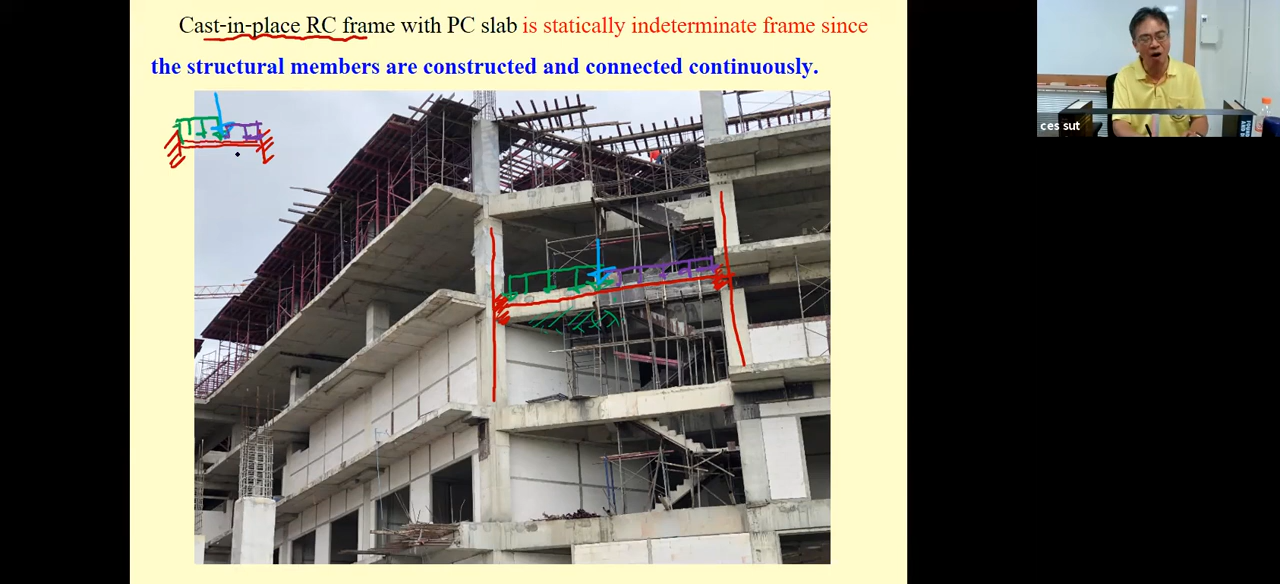 Cast-in-place RC frame with PC slab is statically indeterminate frame since
the structural members are constructed and connected continuously.
ces sut